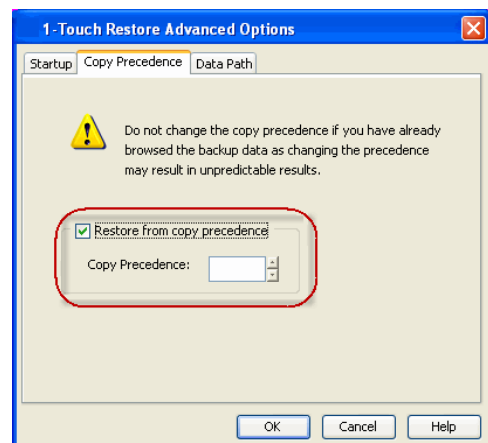 1-Touch Restore Advanced Options
Startup Copy Precedence Data Path
Do not change the copy precedence if you have already
browsed the backup data as changing the precedence
may result in unpredictable results.
Restore from copy precedence
Copy Precedence:
OK Cancel Help